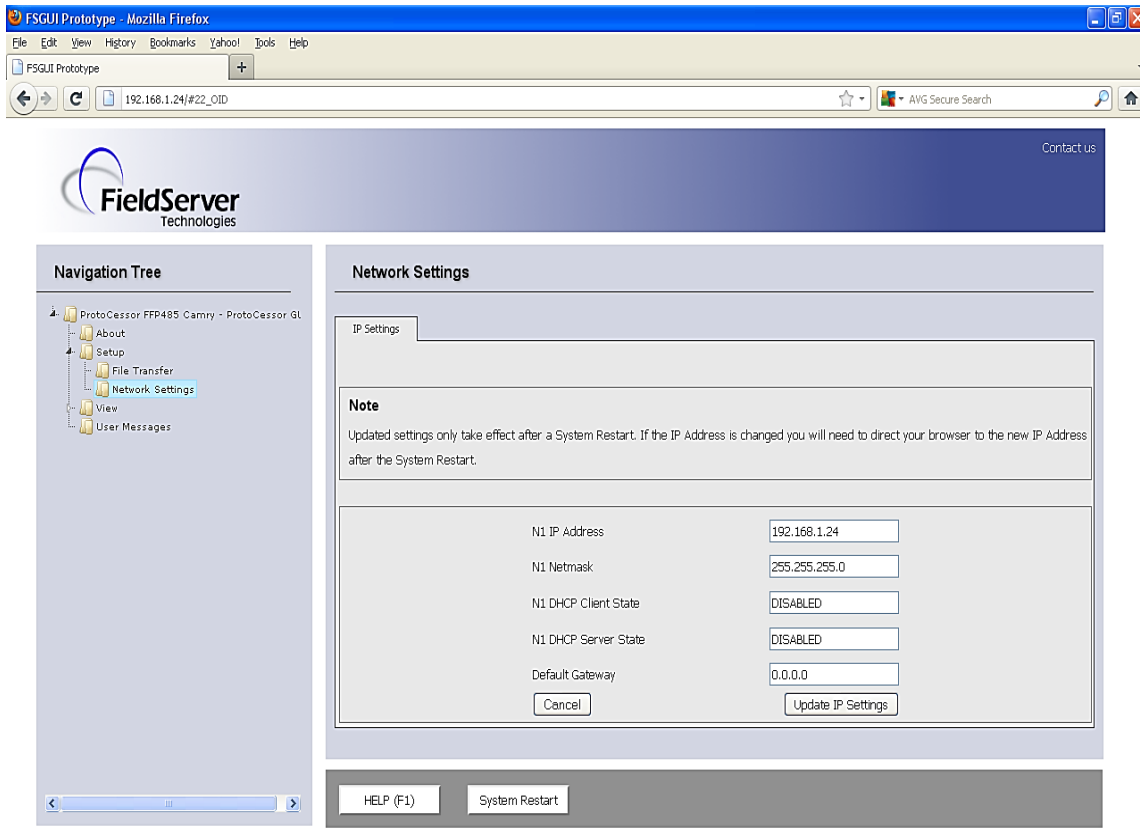 FSGUI Prototype - Mozilla Firefox
File Edit View History Bookmarks Yahoo! Tools Help
FSGUI Prototype
192.168.1.24/#22_OID
AVG Secure Search
Contact us
FieldServer
Technologies
Navigation Tree
ProtoCessor FFP485 Camry - ProtoCessor GU
About
Setup
File Transfer
Network Settings
View
User Messages
Network Settings
IP Settings
Note
Updated settings only take effect after a System Restart. If the IP Address is changed you will need to direct your browser to the new IP Address
after the System Restart.
N1 IP Address 192.168.1.24
N1 Netmask 255.255.255.0
N1 DHCP Client State DISABLED
N1 DHCP Server State DISABLED
Default Gateway 0.0.0.0
Cancel Update IP Settings
HELP (F1) System Restart